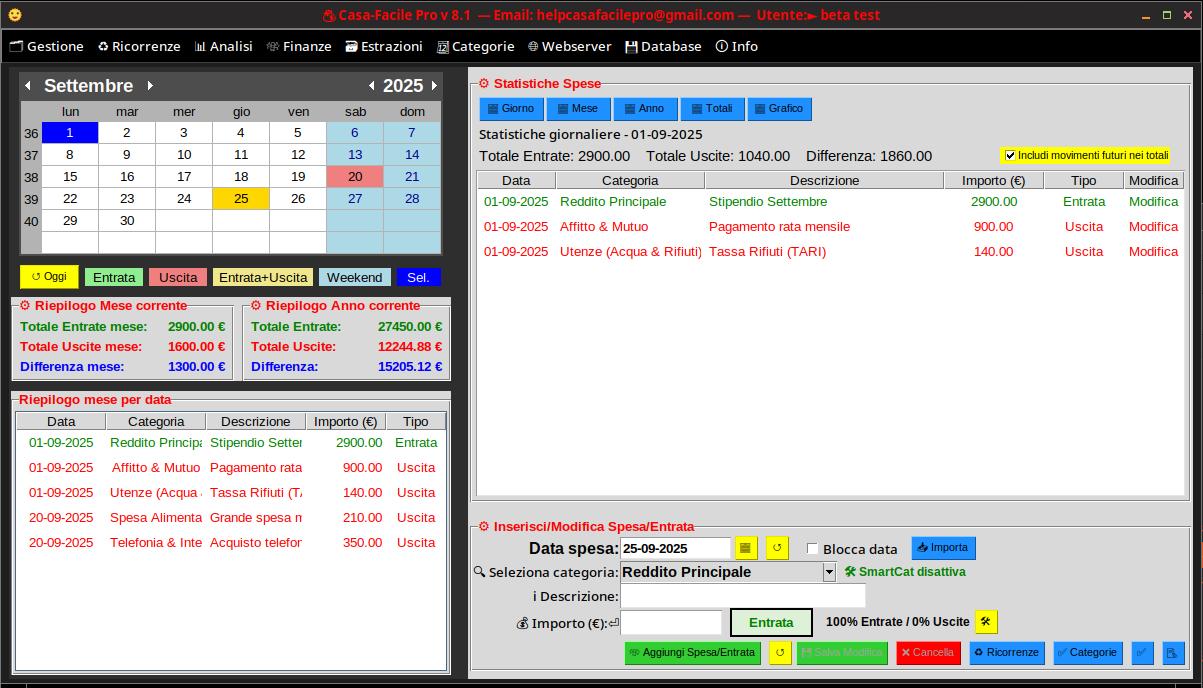 Casa-Facile Pro v 8.1 — Email: helpcasafacilepro@gmail.com — Utente:► beta test
Gestione Ricorrenze Analisi Finanze Estrazioni Categorie Webserver Database Info
Settembre 2025
lun mar mer gio ven sab dom
36 1 2 3 4 5 6 7
37 8 9 10 11 12 13 14
38 15 16 17 18 19 20 21
39 22 23 24 25 26 27 28
40 29 30
Oggi Entrata Uscita Entrata+Uscita Weekend Sel.
Riepilogo Mese corrente
Totale Entrate mese: 2900.00 €
Totale Uscite mese: 1600.00 €
Differenza mese: 1300.00 €
Riepilogo Anno corrente
Totale Entrate: 27450.00 €
Totale Uscite: 12244.88 €
Differenza: 15205.12 €
Riepilogo mese per data
Data Categoria Descrizione Importo (€) Tipo
01-09-2025 Reddito Principa Stipendio Setter 2900.00 Entrata
01-09-2025 Affitto & Mutuo Pagamento rata 900.00 Uscita
01-09-2025 Utenze (Acqua Tassa Rifiuti (T 140.00 Uscita
20-09-2025 Spesa Alimenta Grande spesa n 210.00 Uscita
20-09-2025 Telefonia & Inte Acquisto telefor 350.00 Uscita
Statistiche Spese
Giorno Mese Anno Totali Grafico
Statistiche giornaliere - 01-09-2025
Totale Entrate: 2900.00 Totale Uscite: 1040.00 Differenza: 1860.00 Includi movimenti futuri nei totali
Data Categoria Descrizione Importo (€) Tipo Modifica
01-09-2025 Reddito Principale Stipendio Settembre 2900.00 Entrata Modifica
01-09-2025 Affitto & Mutuo Pagamento rata mensile 900.00 Uscita Modifica
01-09-2025 Utenze (Acqua & Rifiuti) Tassa Rifiuti (TARI) 140.00 Uscita Modifica
Inserisci/Modifica Spesa/Entrata
Data spesa: 25-09-2025 Blocca data Importa
Seleziona categoria: Reddito Principale SmartCat disattiva
i Descrizione:
Importo (€): Entrata 100% Entrate / 0% Uscite
Aggiungi Spesa/Entrata Salva Modifica Cancella Ricorrenze Categorie